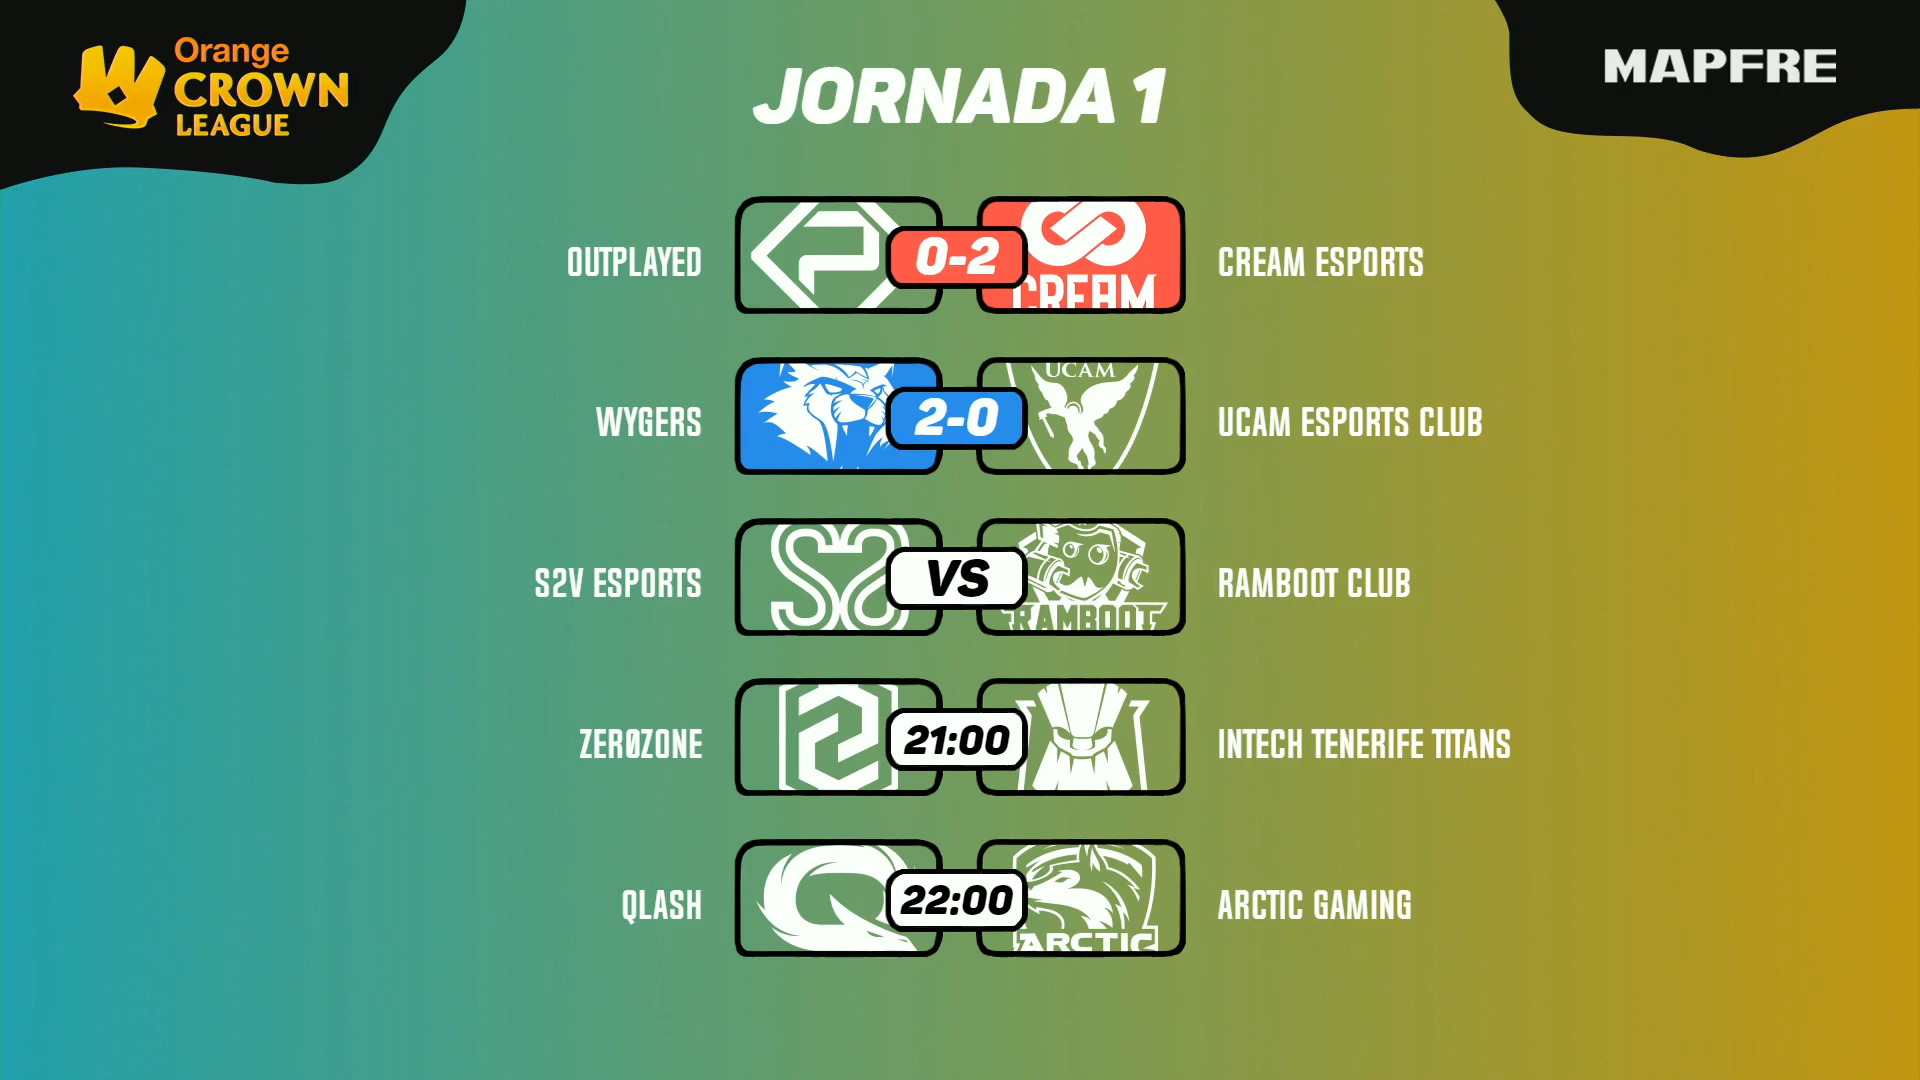 Orange
CROWN
LEAGUE
JORNADA 1
MAPFRE
OUTPLAYED
0-2
CREAM
CREAM ESPORTS
WYGERS
2-0
UCAM
UCAM ESPORTS CLUB
S2V ESPORTS
VS
RAMBOOT
RAMBOOT CLUB
ZERØZONE
21:00
INTECH TENERIFE TITANS
QLASH
22:00
ARCTIC
ARCTIC GAMING